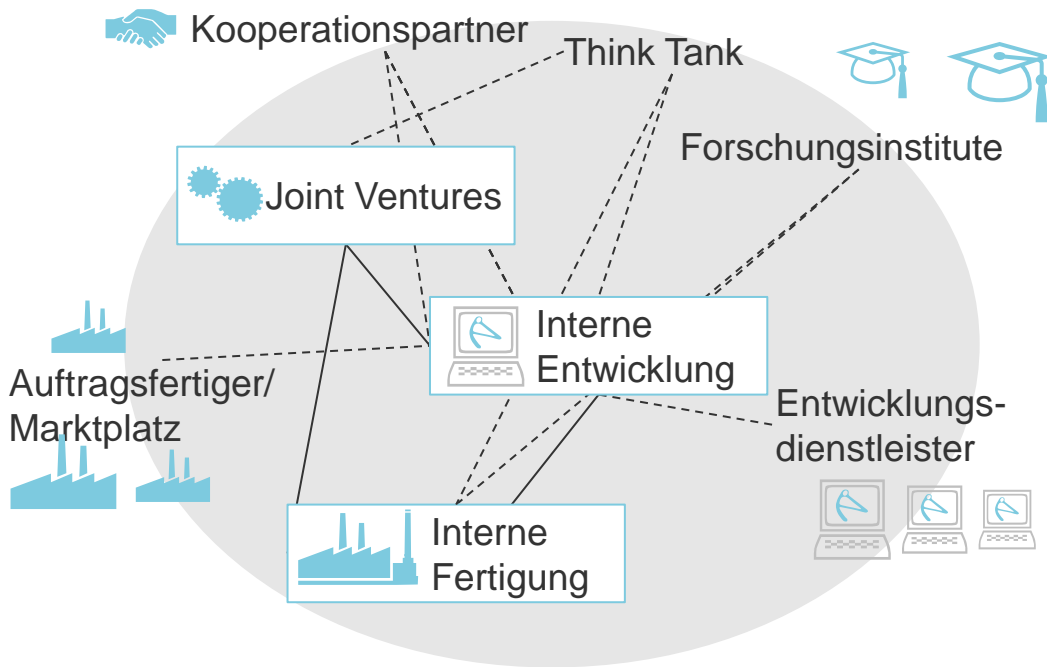 Kooperationspartner
Think Tank
Forschungsinstitute
Joint Ventures
Interne
Entwicklung
Auftragsfertiger/
Marktplatz
Entwicklungs-
dienstleister
Interne
Fertigung